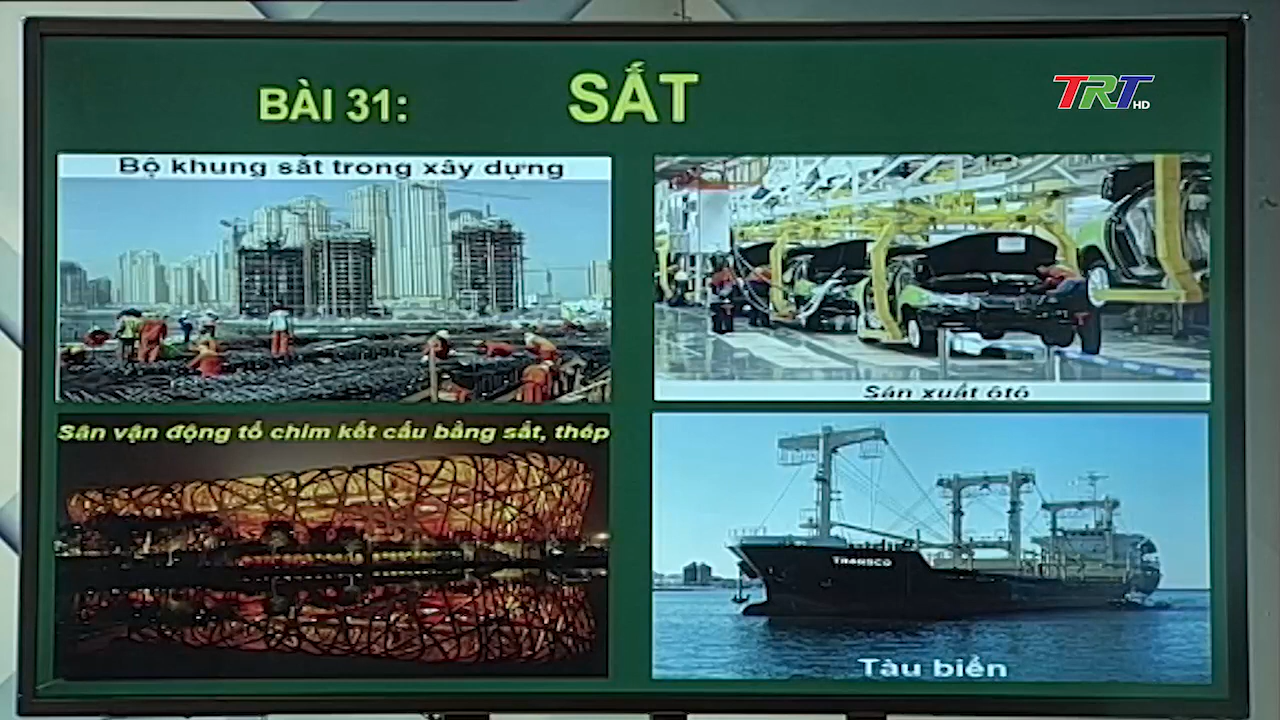 BÀI 31: SẮT
TRT HD
Bộ khung sắt trong xây dựng
Sản xuất ôtô
Sân vận động tổ chim kết cấu bằng sắt, thép
TRANSCO
Tàu biển